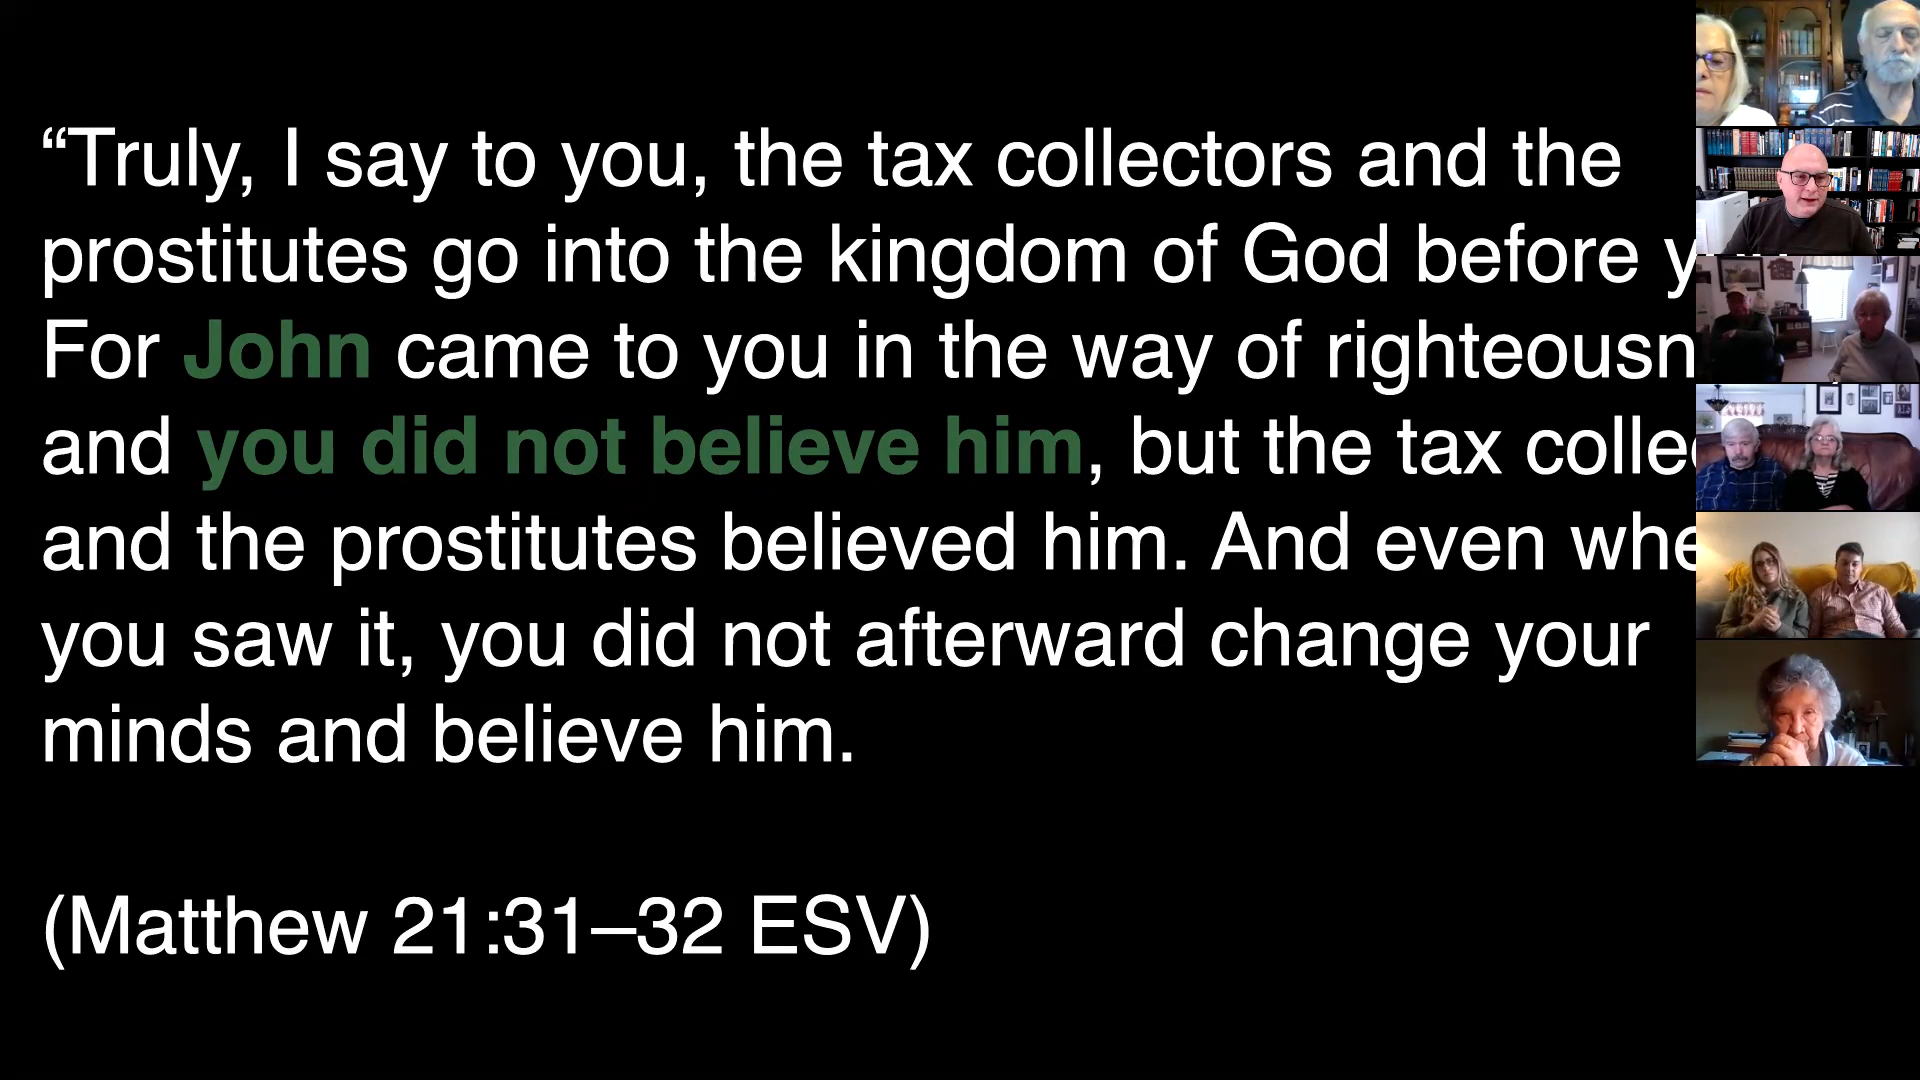 “Truly, I say to you, the tax collectors and the
prostitutes go into the kingdom of God before
For John came to you in the way of
and you did not believe him, but the tax
and the prostitutes believed him. And even
you saw it, you did not afterward change your
minds and believe him.
(Matthew 21:31–32 ESV)